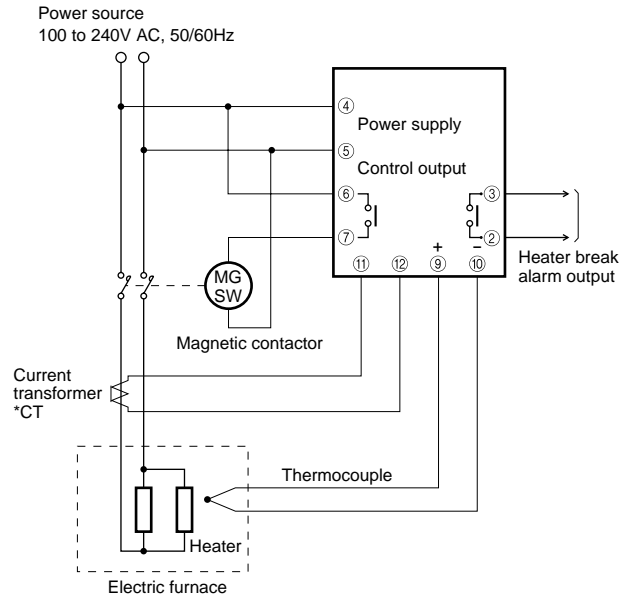 Power source
100 to 240V AC, 50/60Hz
④
Power supply
⑤
Control output
⑥
③
⑦
②
+
−
⑪
⑫
⑨
⑩
Heater break
alarm output
MG
SW
Magnetic contactor
Current
transformer
*CT
Thermocouple
Heater
Electric furnace